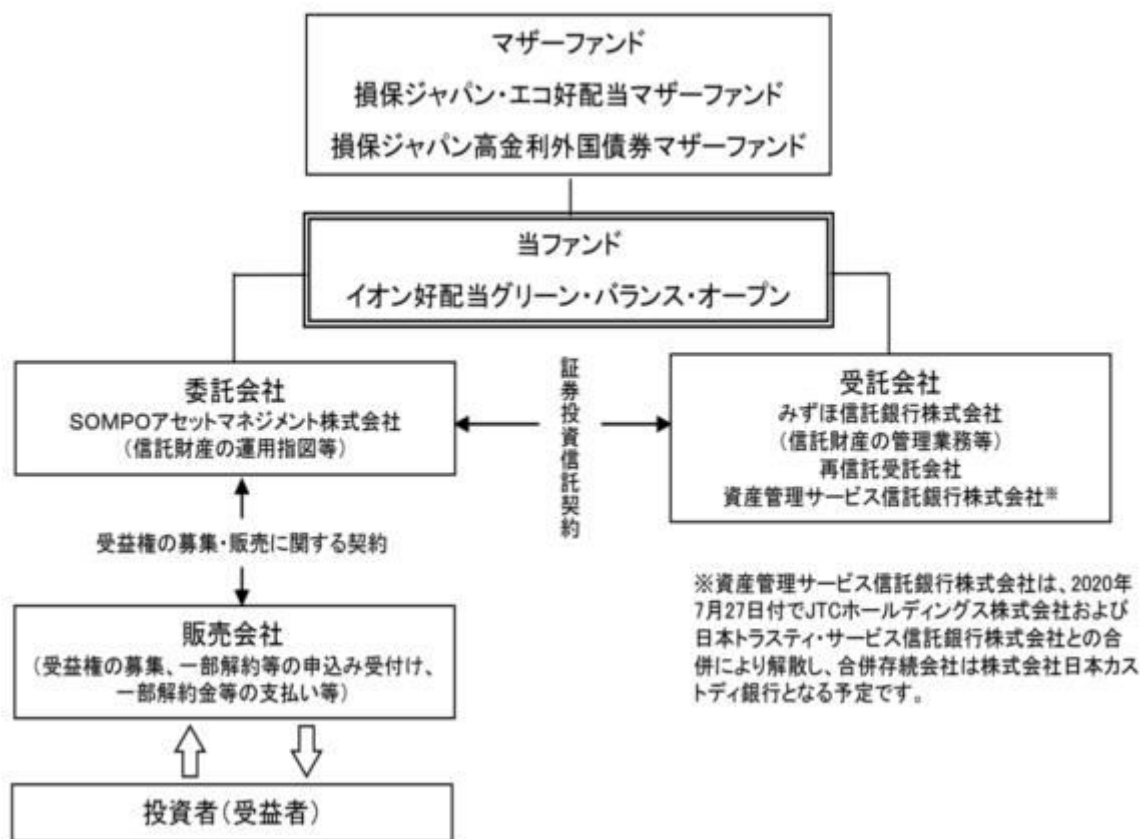 マザーファンド
損保ジャパン・エコ好配当マザーファンド
損保ジャパン高金利外国債券マザーファンド
当ファンド
イオン好配当グリーン・バランス・オープン
委託会社
SOMPOアセットマネジメント株式会社
(信託財産の運用指図等)
証券投資信託契約
受託会社
みずほ信託銀行株式会社
(信託財産の管理業務等)
再信託受託会社
資産管理サービス信託銀行株式会社※
受益権の募集・販売に関する契約
販売会社
(受益権の募集、一部解約等の申込み受付け、
一部解約金等の支払い等)
投資者(受益者)
※資産管理サービス信託銀行株式会社は、2020年
7月27日付でJTCホールディングス株式会社および
日本トラスティ・サービス信託銀行株式会社との合
併により解散し、合併存続会社は株式会社日本カス
トディ銀行となる予定です。